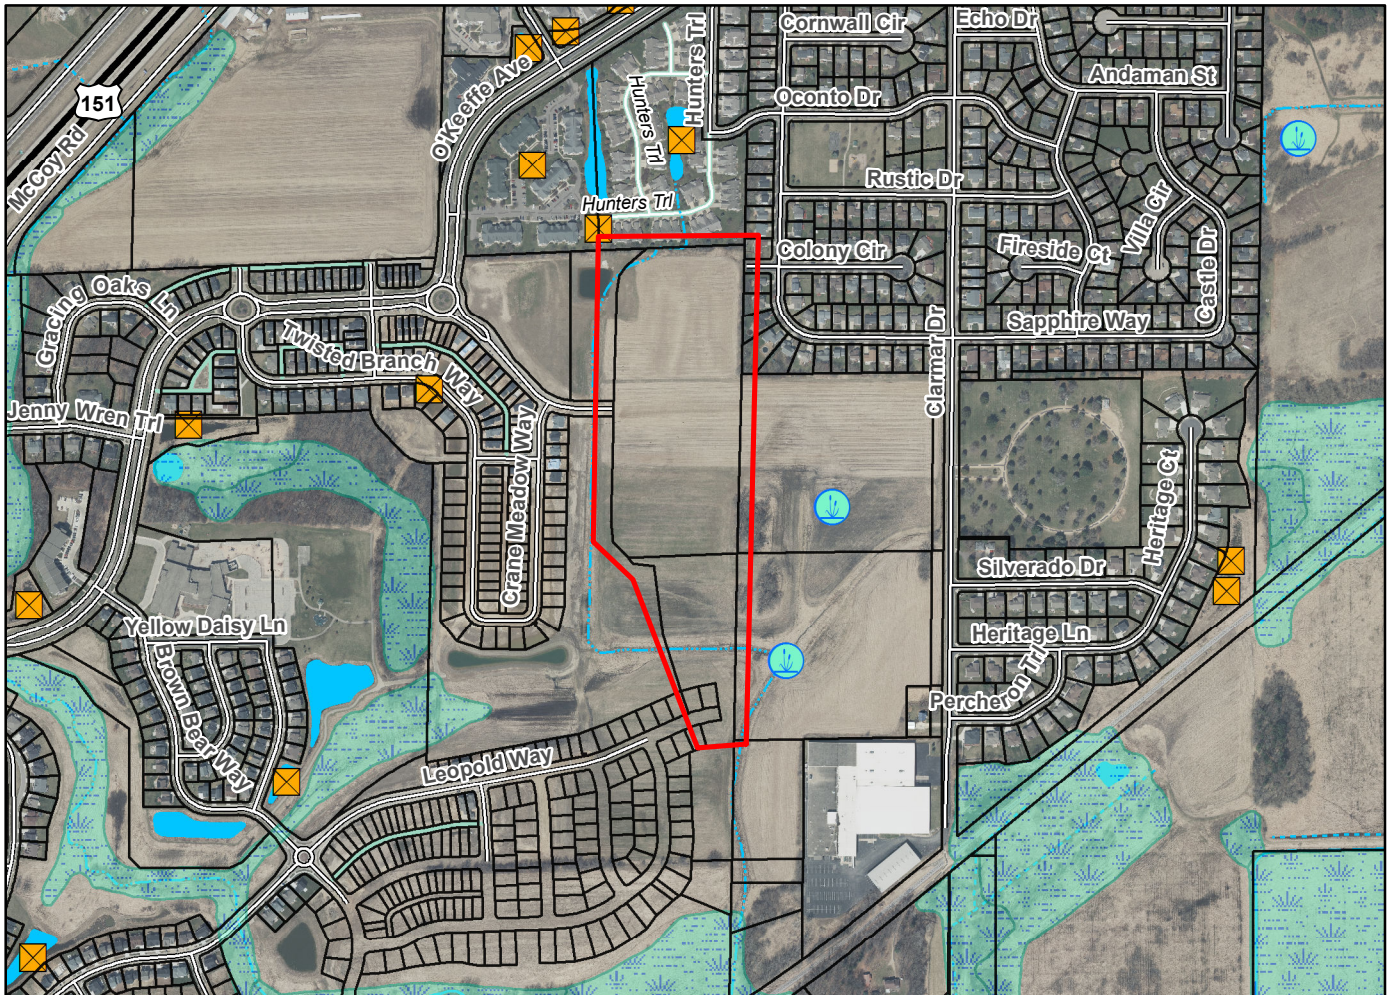 Cornwall Cir
Echo Dr
Hunters Trl
Andaman St
151
O'Keeffe Ave
Hunters Trl
Oconto Dr
McCoy Rd
Rustic Dr
Hunters Trl
Villa Cir
Colony Cir
Fireside Ct
Castle Dr
Gracing Oaks Ln
Twisted Branch Way
Sapphire Way
Clarmar Dr
Jenny Wren Trl
Crane Meadow Way
Heritage Ct
Silverado Dr
Yellow Daisy Ln
Heritage Ln
Brown Bear Way
Percheron Trl
Leopold Way